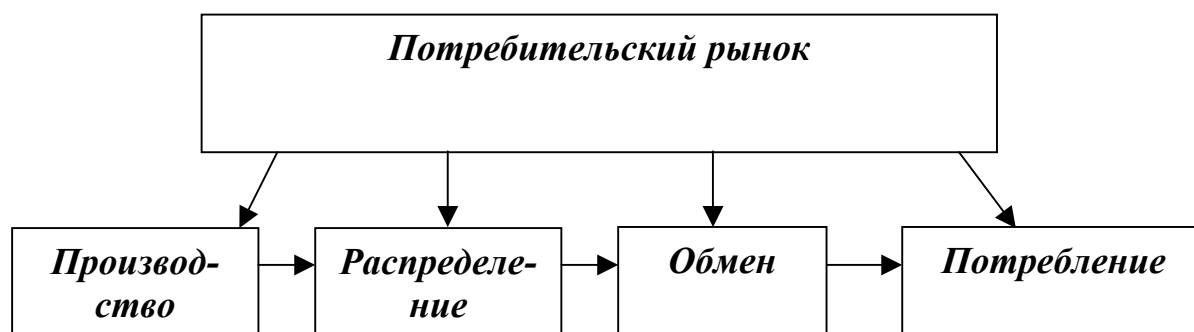 Потребительский рынок
Производ-
ство
Распределе-
ние
Обмен
Потребление